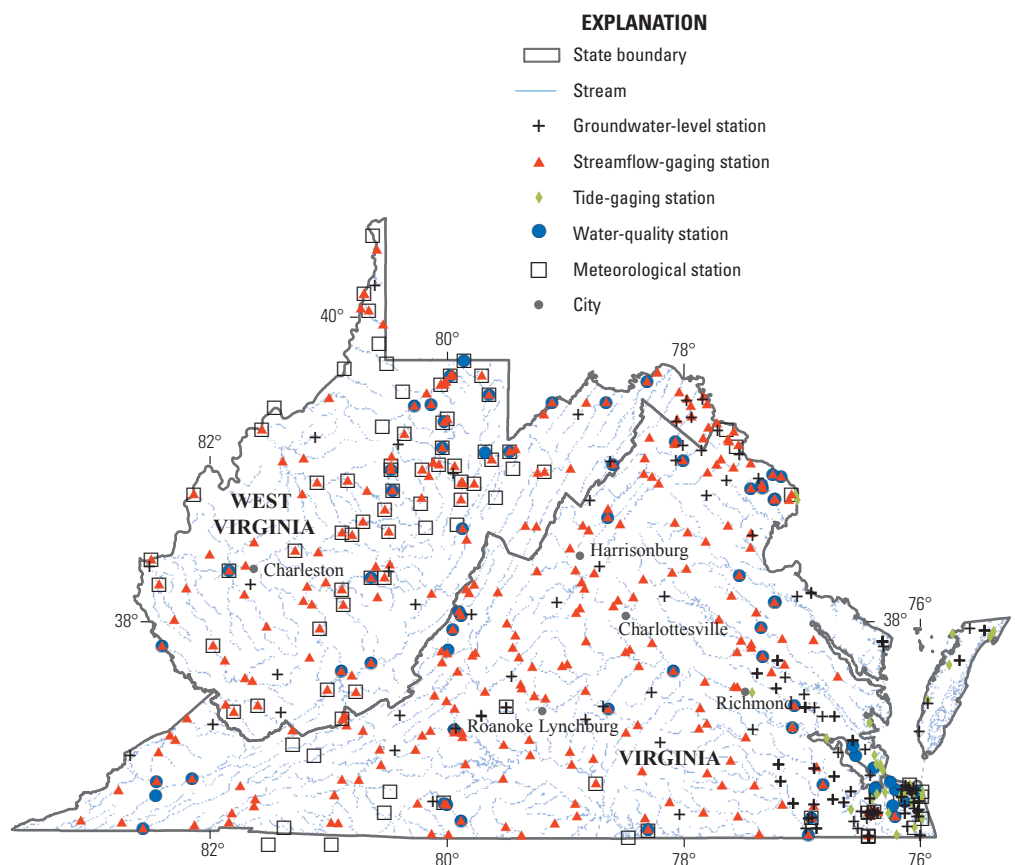 EXPLANATION
State boundary
Stream
Groundwater-level station
Streamflow-gaging station
Tide-gaging station
Water-quality station
Meteorological station
City
40°
80°
78°
82°
WEST
VIRGINIA
Harrisonburg
Charleston
38°
76°
38°
Charlottesville
Richmond
Roanoke Lynchburg
VIRGINIA
82°
80°
78°
76°